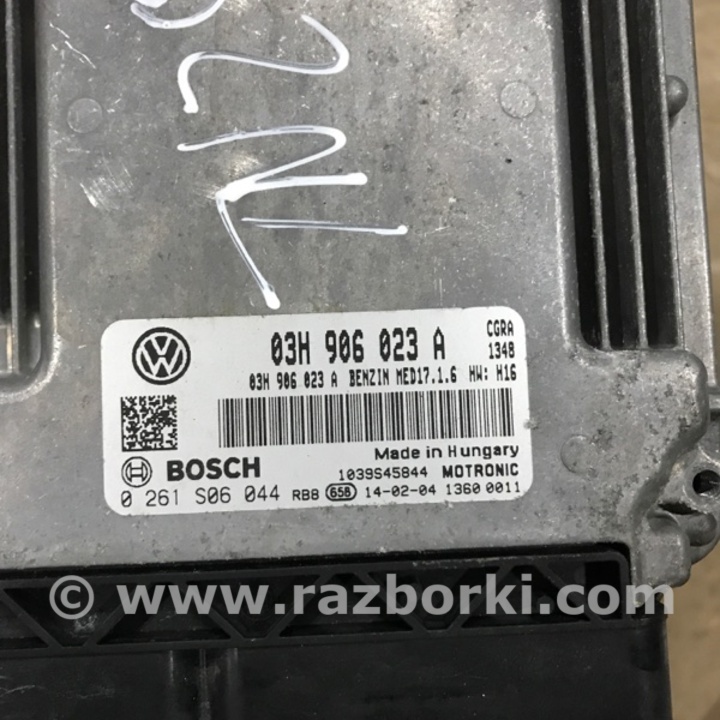 03H 906 023 A
CGRA
1348
03H 906 023 A BENZIN MED17.1.6 HW: H16
Made in Hungary
BOSCH
1039S45844 MOTRONIC
0 261 S06 044 RB8 658 14-02-04 1360 0011
© www.razborki.com